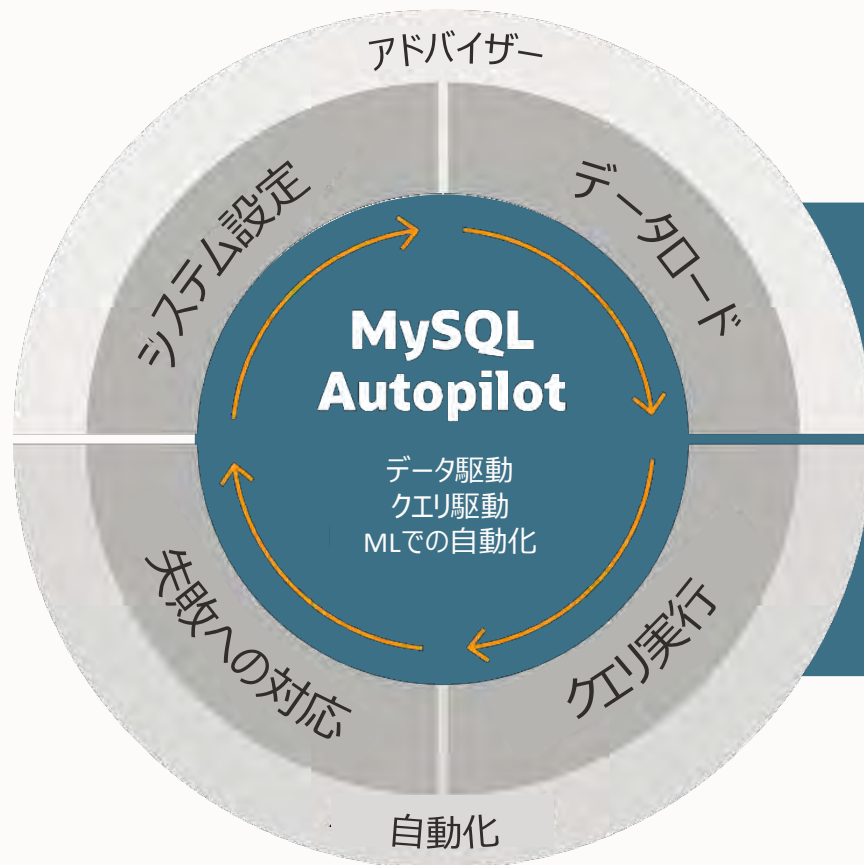 アドバイザー
システム設定
データロード
MySQL
Autopilot
データ駆動
クエリ駆動
MLでの自動化
失敗への対応
クエリ実行
自動化